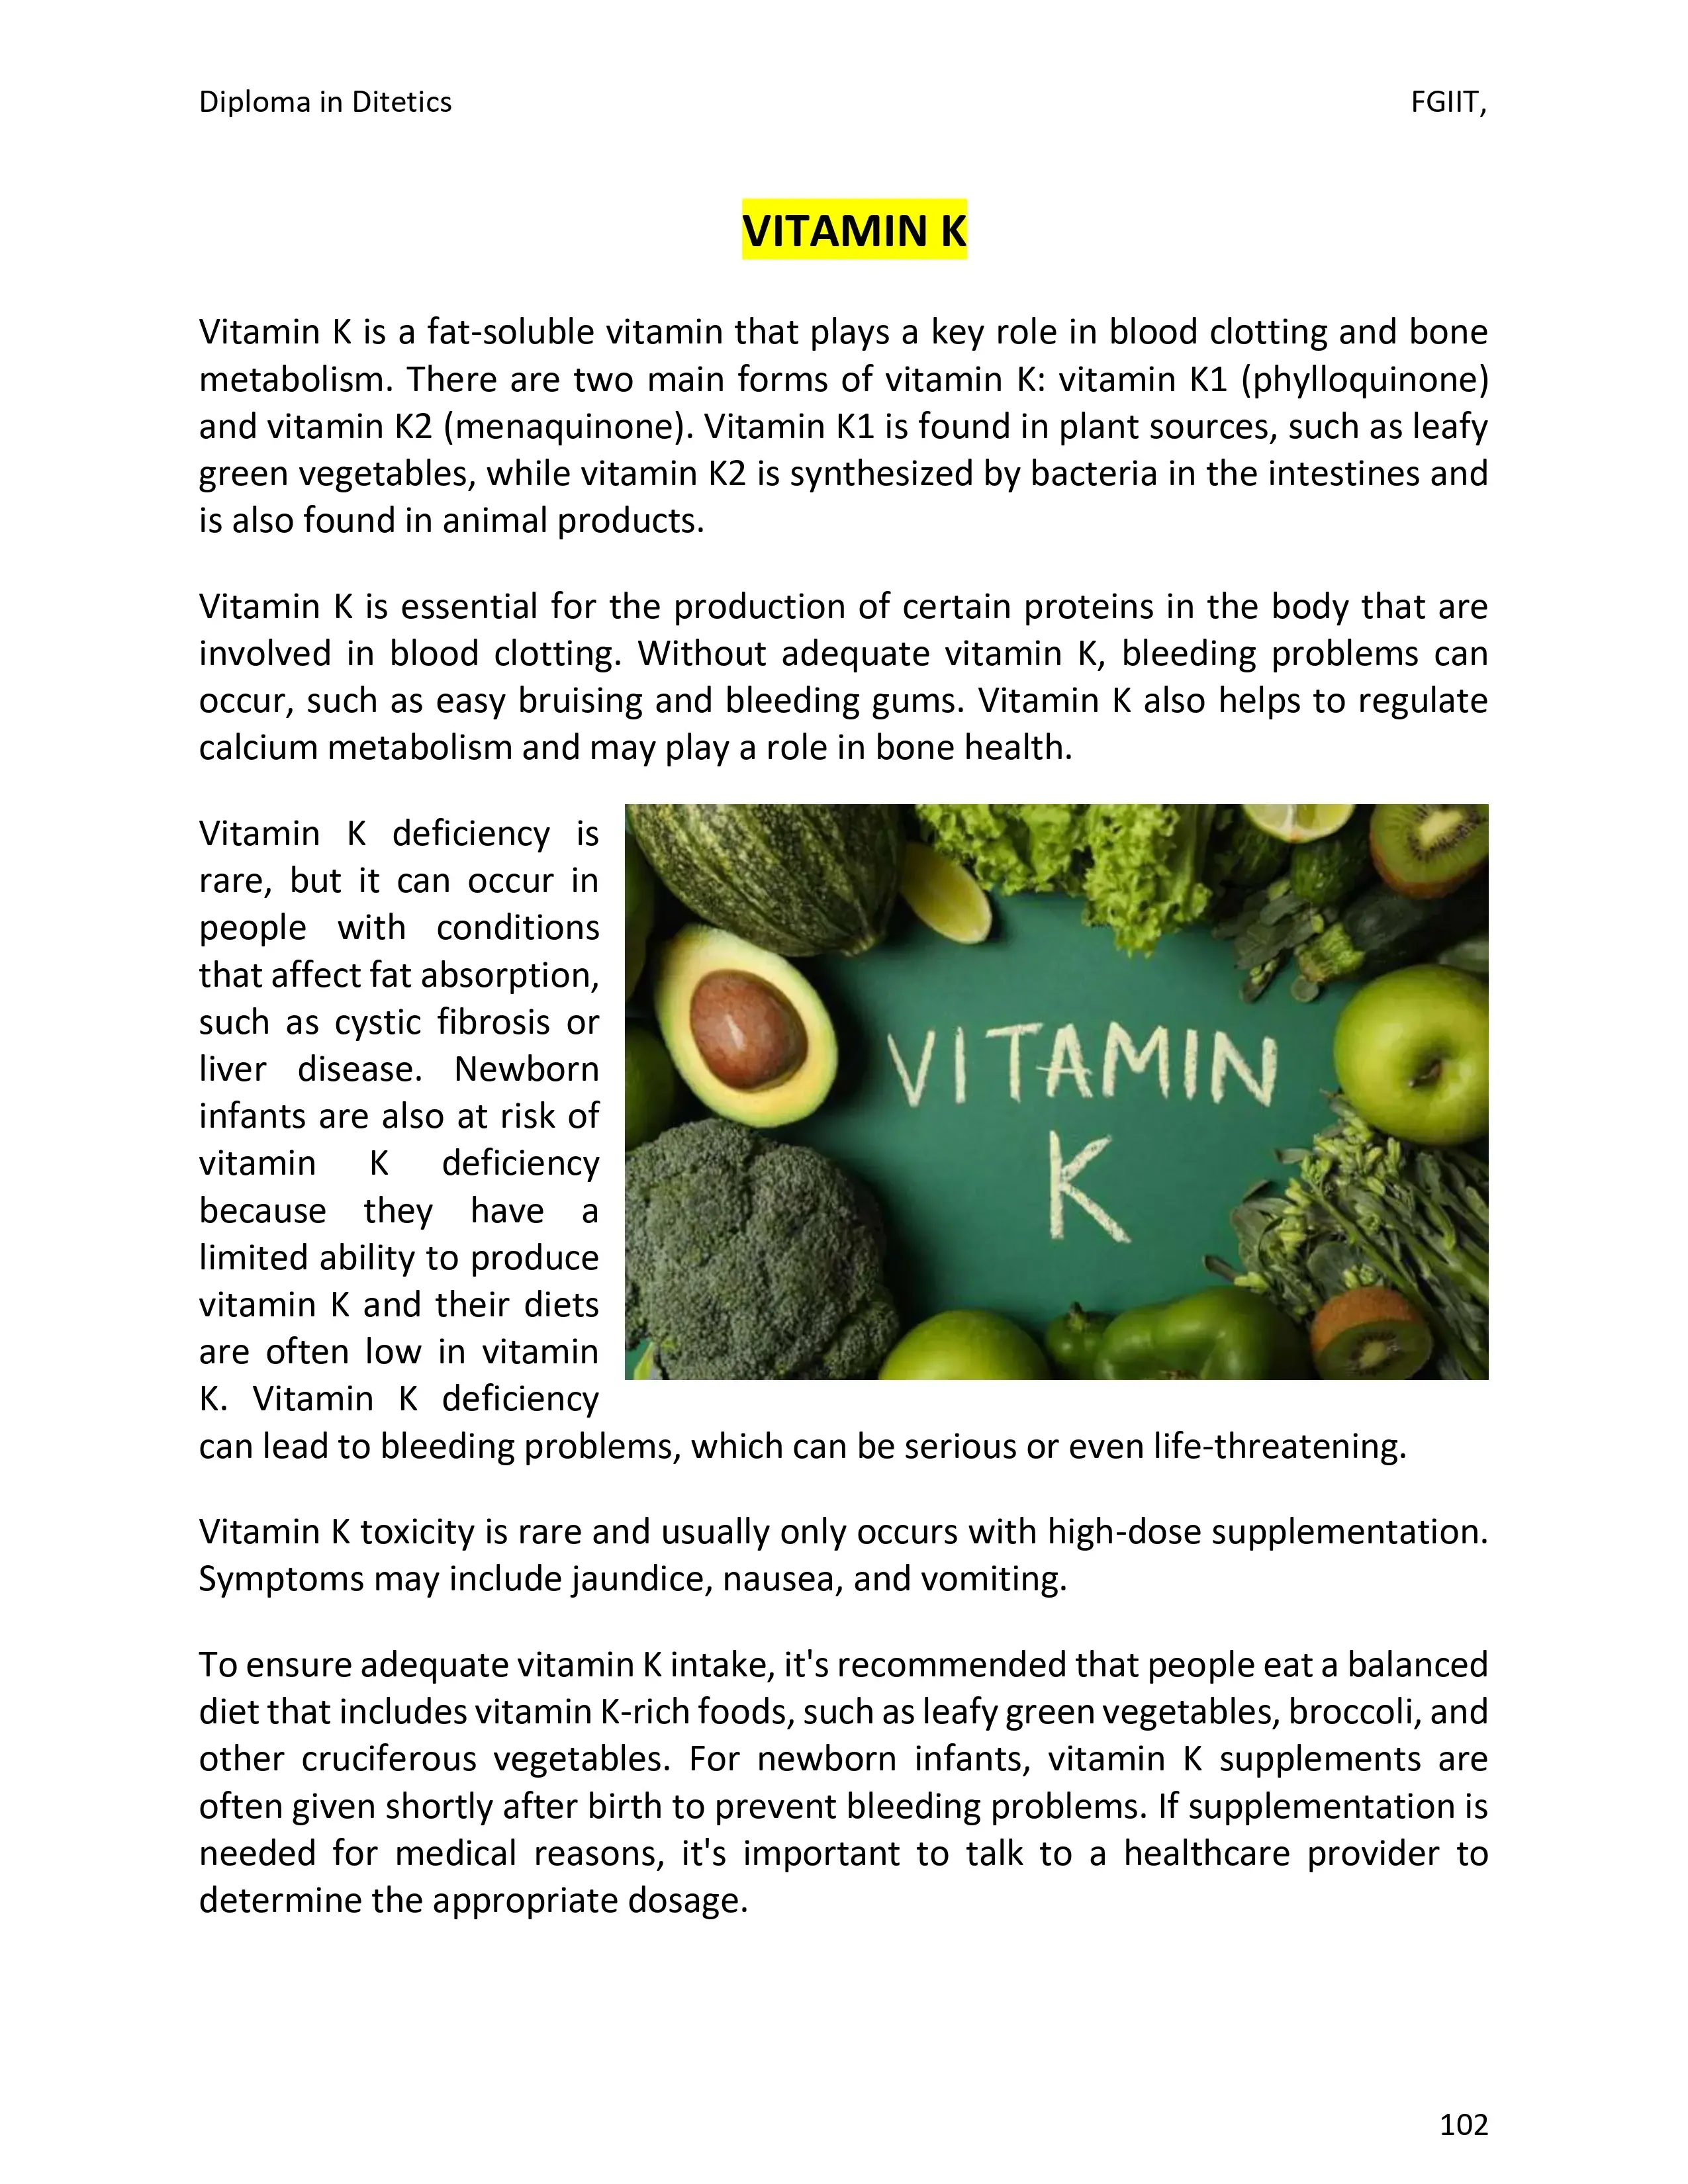 Diploma in Ditetics FGIIT,
VITAMIN K
Vitamin K is a fat-soluble vitamin that plays a key role in blood clotting and bone
metabolism. There are two main forms of vitamin K: vitamin K1 (phylloquinone)
and vitamin K2 (menaquinone). Vitamin K1 is found in plant sources, such as leafy
green vegetables, while vitamin K2 is synthesized by bacteria in the intestines and
is also found in animal products.
Vitamin K is essential for the production of certain proteins in the body that are
involved in blood clotting. Without adequate vitamin K, bleeding problems can
occur, such as easy bruising and bleeding gums. Vitamin K also helps to regulate
calcium metabolism and may play a role in bone health.
Vitamin K deficiency is
rare, but it can occur in
people with conditions
that affect fat absorption,
such as cystic fibrosis or
liver disease. Newborn
infants are also at risk of
vitamin K deficiency
because they have a
limited ability to produce
vitamin K and their diets
are often low in vitamin
K. Vitamin K deficiency
can lead to bleeding problems, which can be serious or even life-threatening.
VITAMIN
K
Vitamin K toxicity is rare and usually only occurs with high-dose supplementation.
Symptoms may include jaundice, nausea, and vomiting.
To ensure adequate vitamin K intake, it's recommended that people eat a balanced
diet that includes vitamin K-rich foods, such as leafy green vegetables, broccoli, and
other cruciferous vegetables. For newborn infants, vitamin K supplements are
often given shortly after birth to prevent bleeding problems. If supplementation is
needed for medical reasons, it's important to talk to a healthcare provider to
determine the appropriate dosage.
102